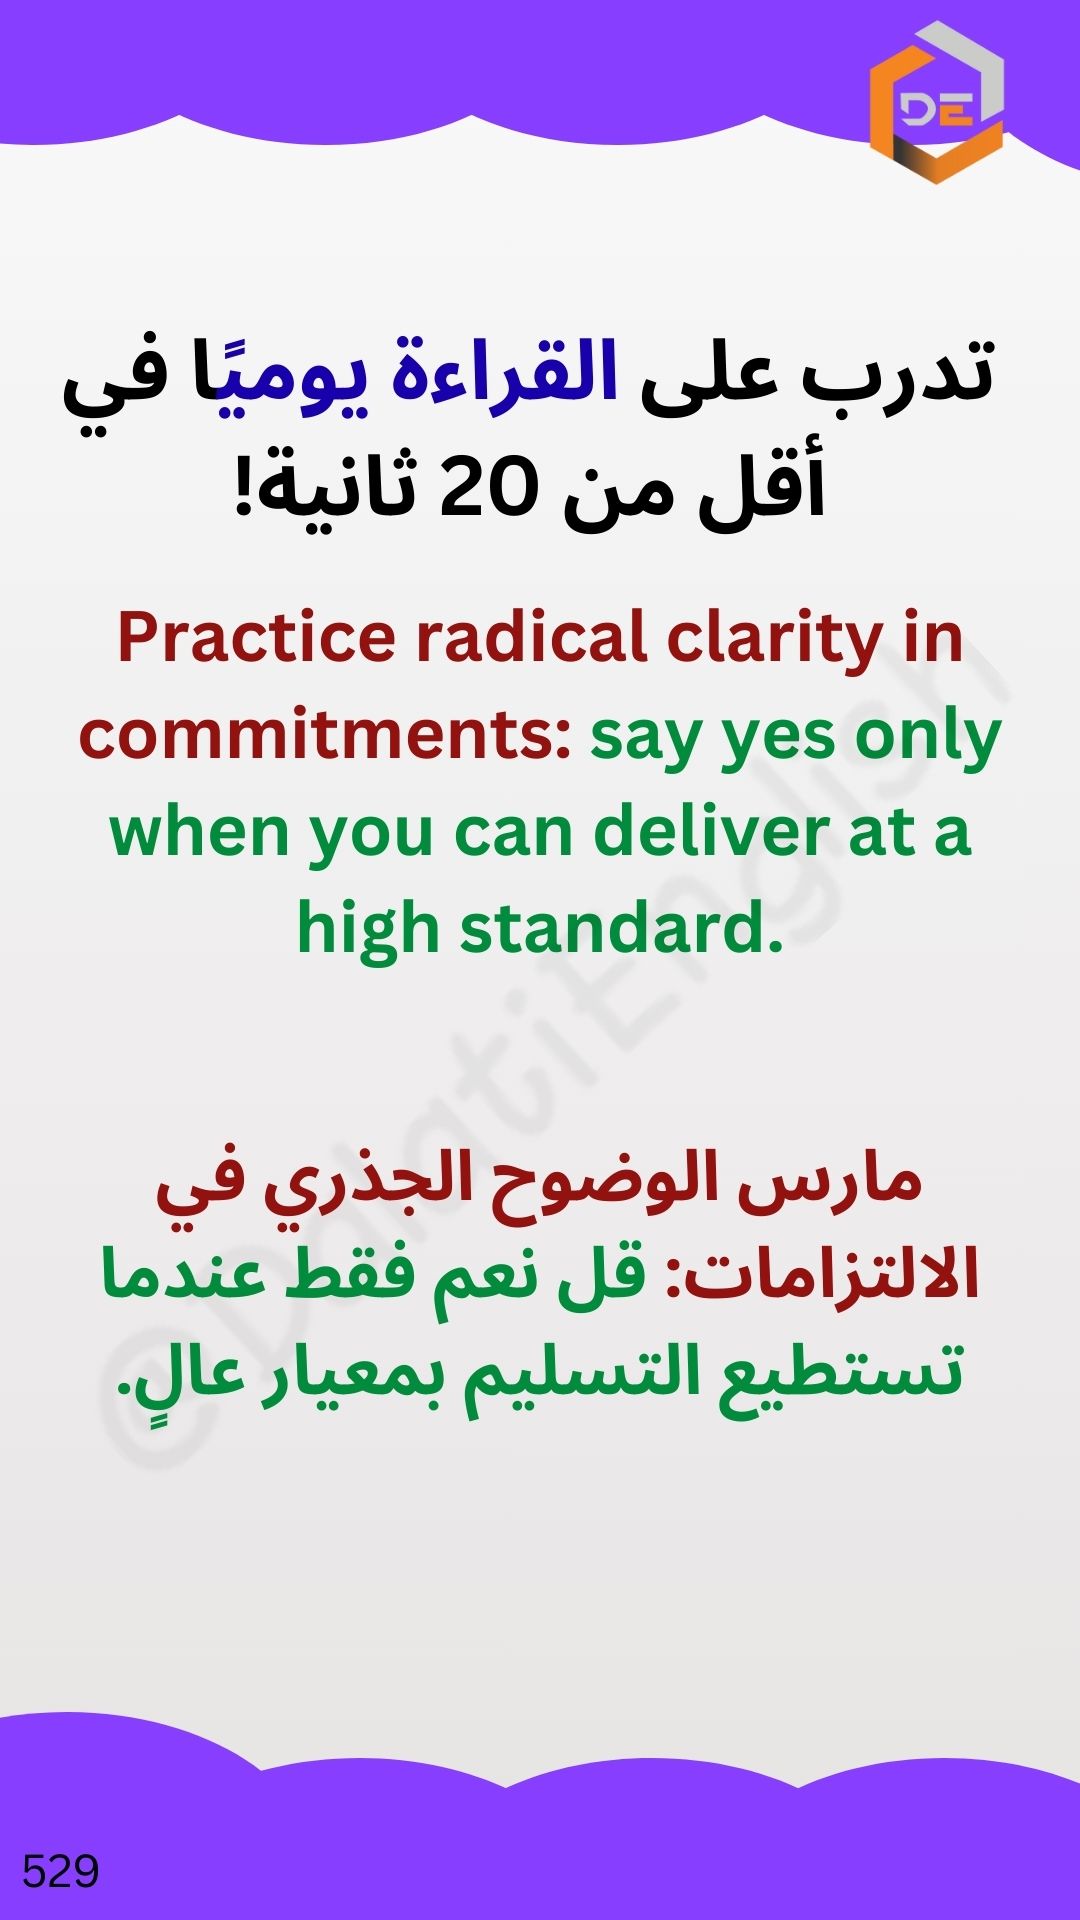 DE
تدرب على القراءة يوميًا في
أقل من 20 ثانية!
Practice radical clarity in
commitments: say yes only
when you can deliver at a
high standard.
@DalatiEnglish
مارس الوضوح الجذري في
الالتزامات: قل نعم فقط عندما
تستطيع التسليم بمعيار عالٍ.
529